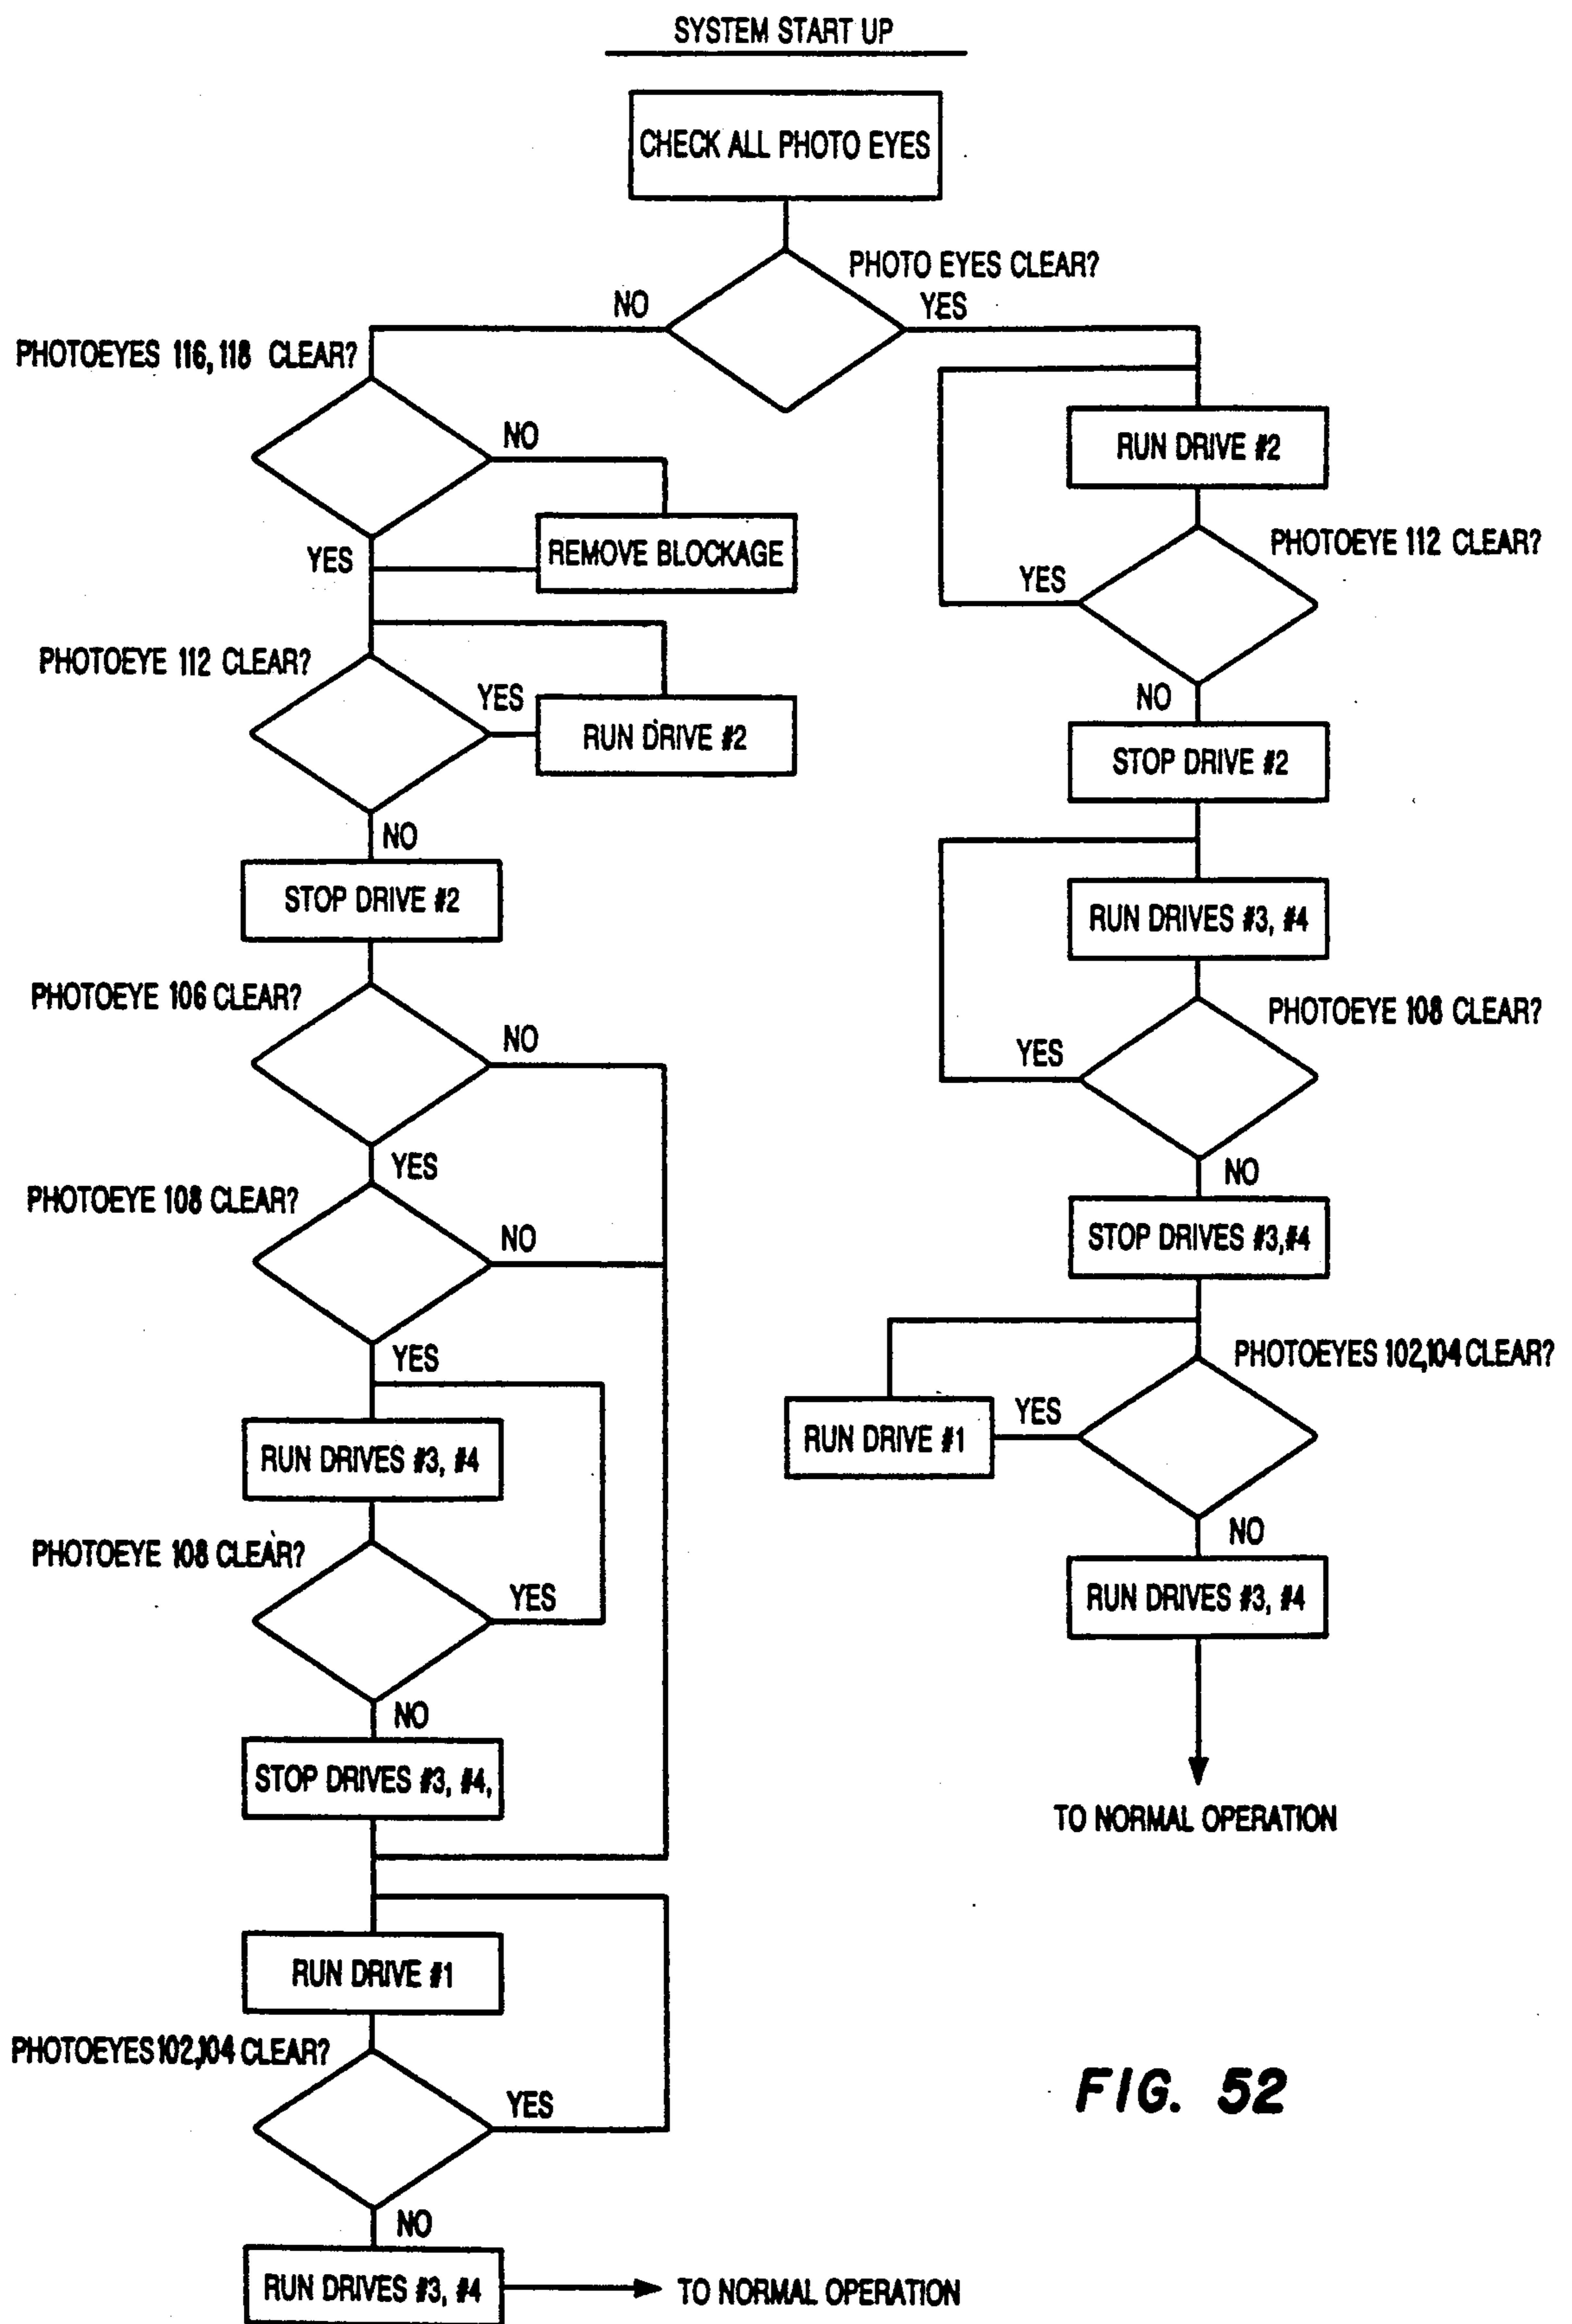 SYSTEM START UP
CHECK ALL PHOTO EYES
PHOTO EYES CLEAR?
NO
YES
PHOTOEYES 116, 118 CLEAR?
NO
REMOVE BLOCKAGE
YES
PHOTOEYE 112 CLEAR?
YES
RUN DRIVE #2
NO
STOP DRIVE #2
PHOTOEYE 106 CLEAR?
NO
YES
PHOTOEYE 108 CLEAR?
NO
YES
RUN DRIVES #3, #4
PHOTOEYE 108 CLEAR?
YES
NO
STOP DRIVES #3, #4,
RUN DRIVE #1
PHOTOEYES 102,104 CLEAR?
YES
NO
RUN DRIVES #3, #4
TO NORMAL OPERATION
RUN DRIVE #2
PHOTOEYE 112 CLEAR?
YES
NO
STOP DRIVE #2
RUN DRIVES #3, #4
PHOTOEYE 108 CLEAR?
YES
NO
STOP DRIVES #3,#4
PHOTOEYES 102,104 CLEAR?
YES
RUN DRIVE #1
NO
RUN DRIVES #3, #4
TO NORMAL OPERATION
FIG. 52